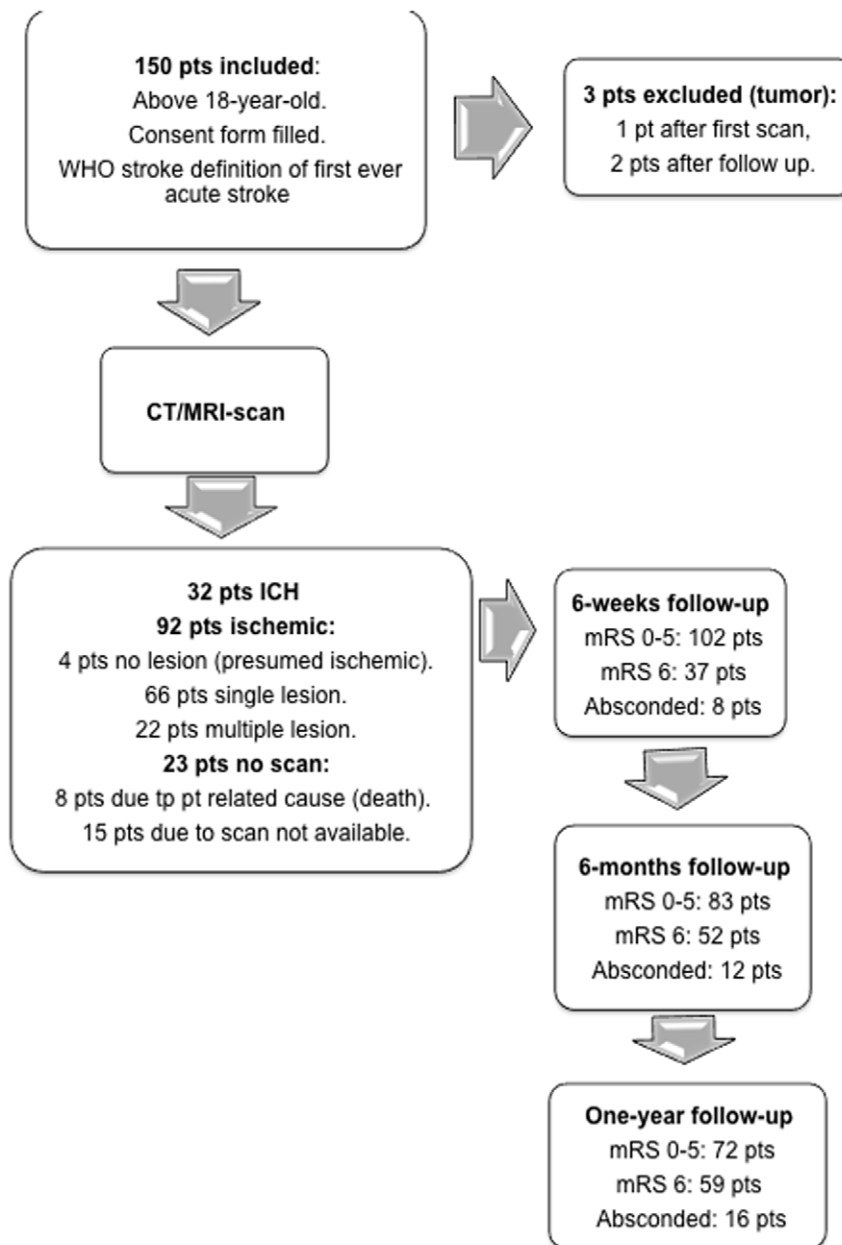 150 pts included:
Above 18-year-old.
Consent form filled.
WHO stroke definition of first ever
acute stroke
3 pts excluded (tumor):
1 pt after first scan,
2 pts after follow up.
CT/MRI-scan
32 pts ICH
92 pts ischemic:
4 pts no lesion (presumed ischemic).
66 pts single lesion.
22 pts multiple lesion.
23 pts no scan:
8 pts due tp pt related cause (death).
15 pts due to scan not available.
6-weeks follow-up
mRS 0-5: 102 pts
mRS 6: 37 pts
Absconded: 8 pts
6-months follow-up
mRS 0-5: 83 pts
mRS 6: 52 pts
Absconded: 12 pts
One-year follow-up
mRS 0-5: 72 pts
mRS 6: 59 pts
Absconded: 16 pts